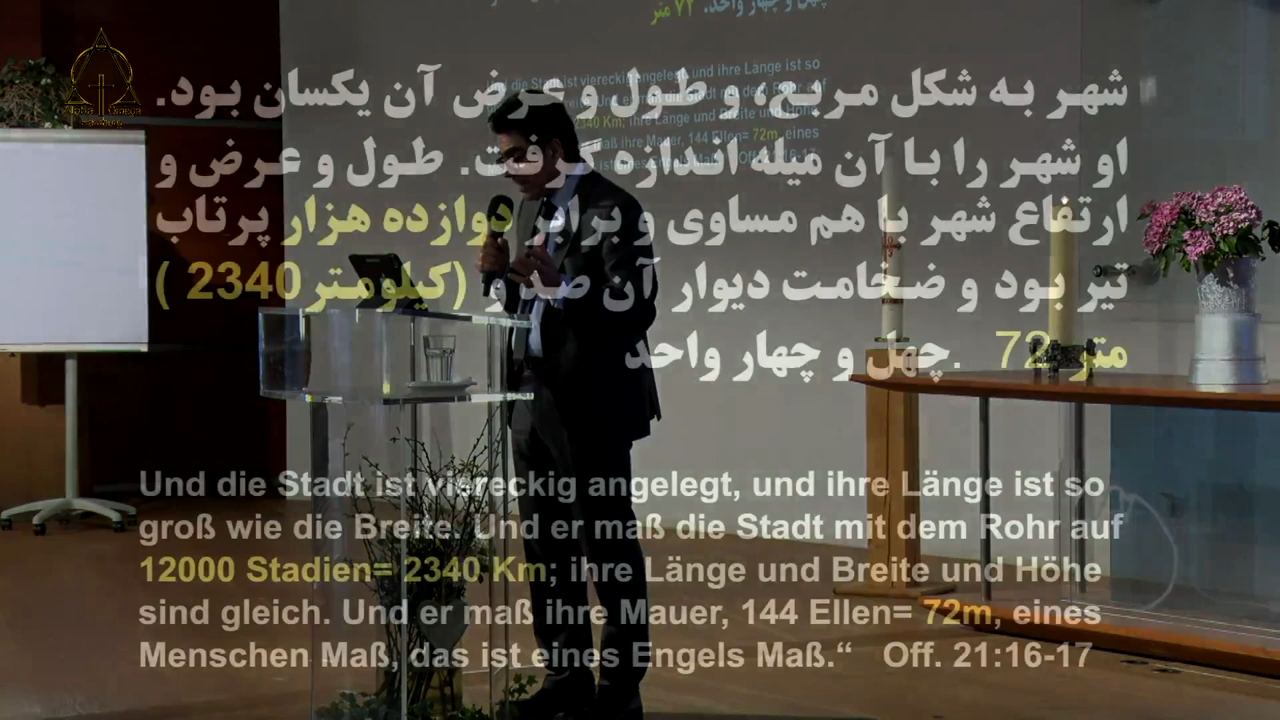 شهر به شکل مربع، و طول و عرض آن یکسان بود.
او شهر را با آن میله اندازه گرفت. طول و عرض و
ارتفاع شهر با هم مساوی و برابر دوازده هزار پرتاب
تیر بود و ضخامت دیوار آن صد و (کیلومتر 2340 )
متر 72 .چهل و چهار واحد
Und die Stadt ist viereckig angelegt, und ihre Länge ist so
groß wie die Breite. Und er maß die Stadt mit dem Rohr auf
12000 Stadien= 2340 Km; ihre Länge und Breite und Höhe
sind gleich. Und er maß ihre Mauer, 144 Ellen= 72m, eines
Menschen Maß, das ist eines Engels Maß.“ Off. 21:16-17